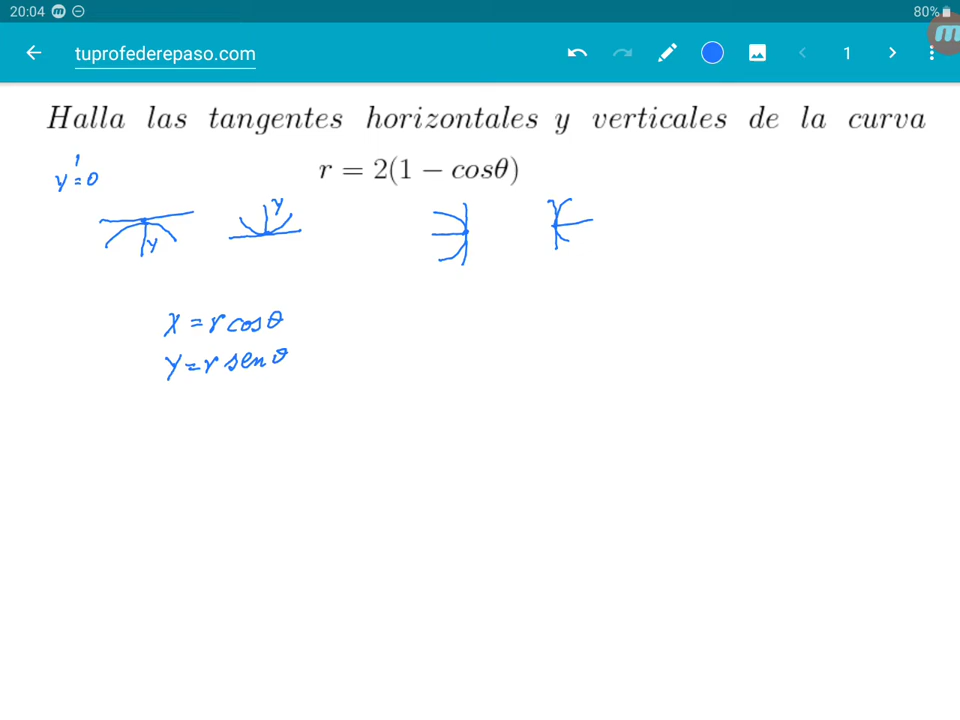 20:04 80%
tuprofederepaso.com 1
Halla las tangentes horizontales y verticales de la curva
r = 2(1 − cosθ)
y' = 0
y y
x = r cos θ
y = r sen θ